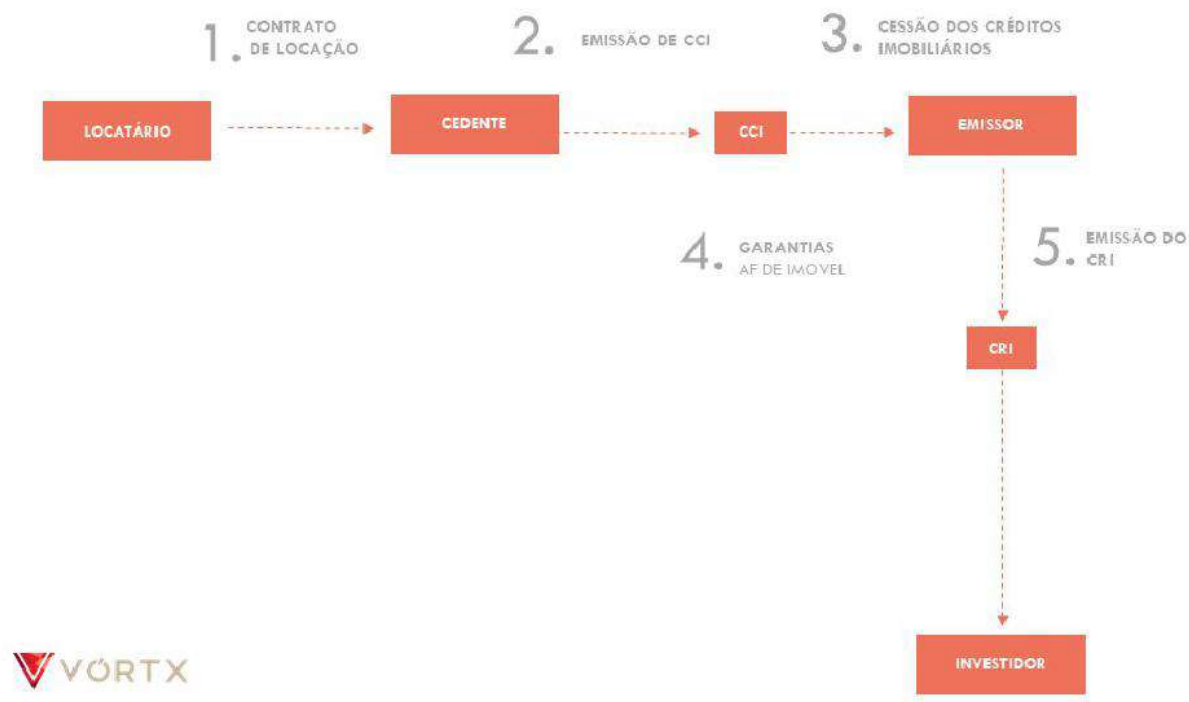 1. CONTRATO
DE LOCAÇÃO
2. EMISSÃO DE CCI
3. CESSÃO DOS CRÉDITOS
IMOBILIÁRIOS
LOCATÁRIO
CEDENTE
CCI
EMISSOR
4. GARANTIAS
AF DE IMOVEL
5. EMISSÃO DO
CRI
CRI
INVESTIDOR
VÓRTX